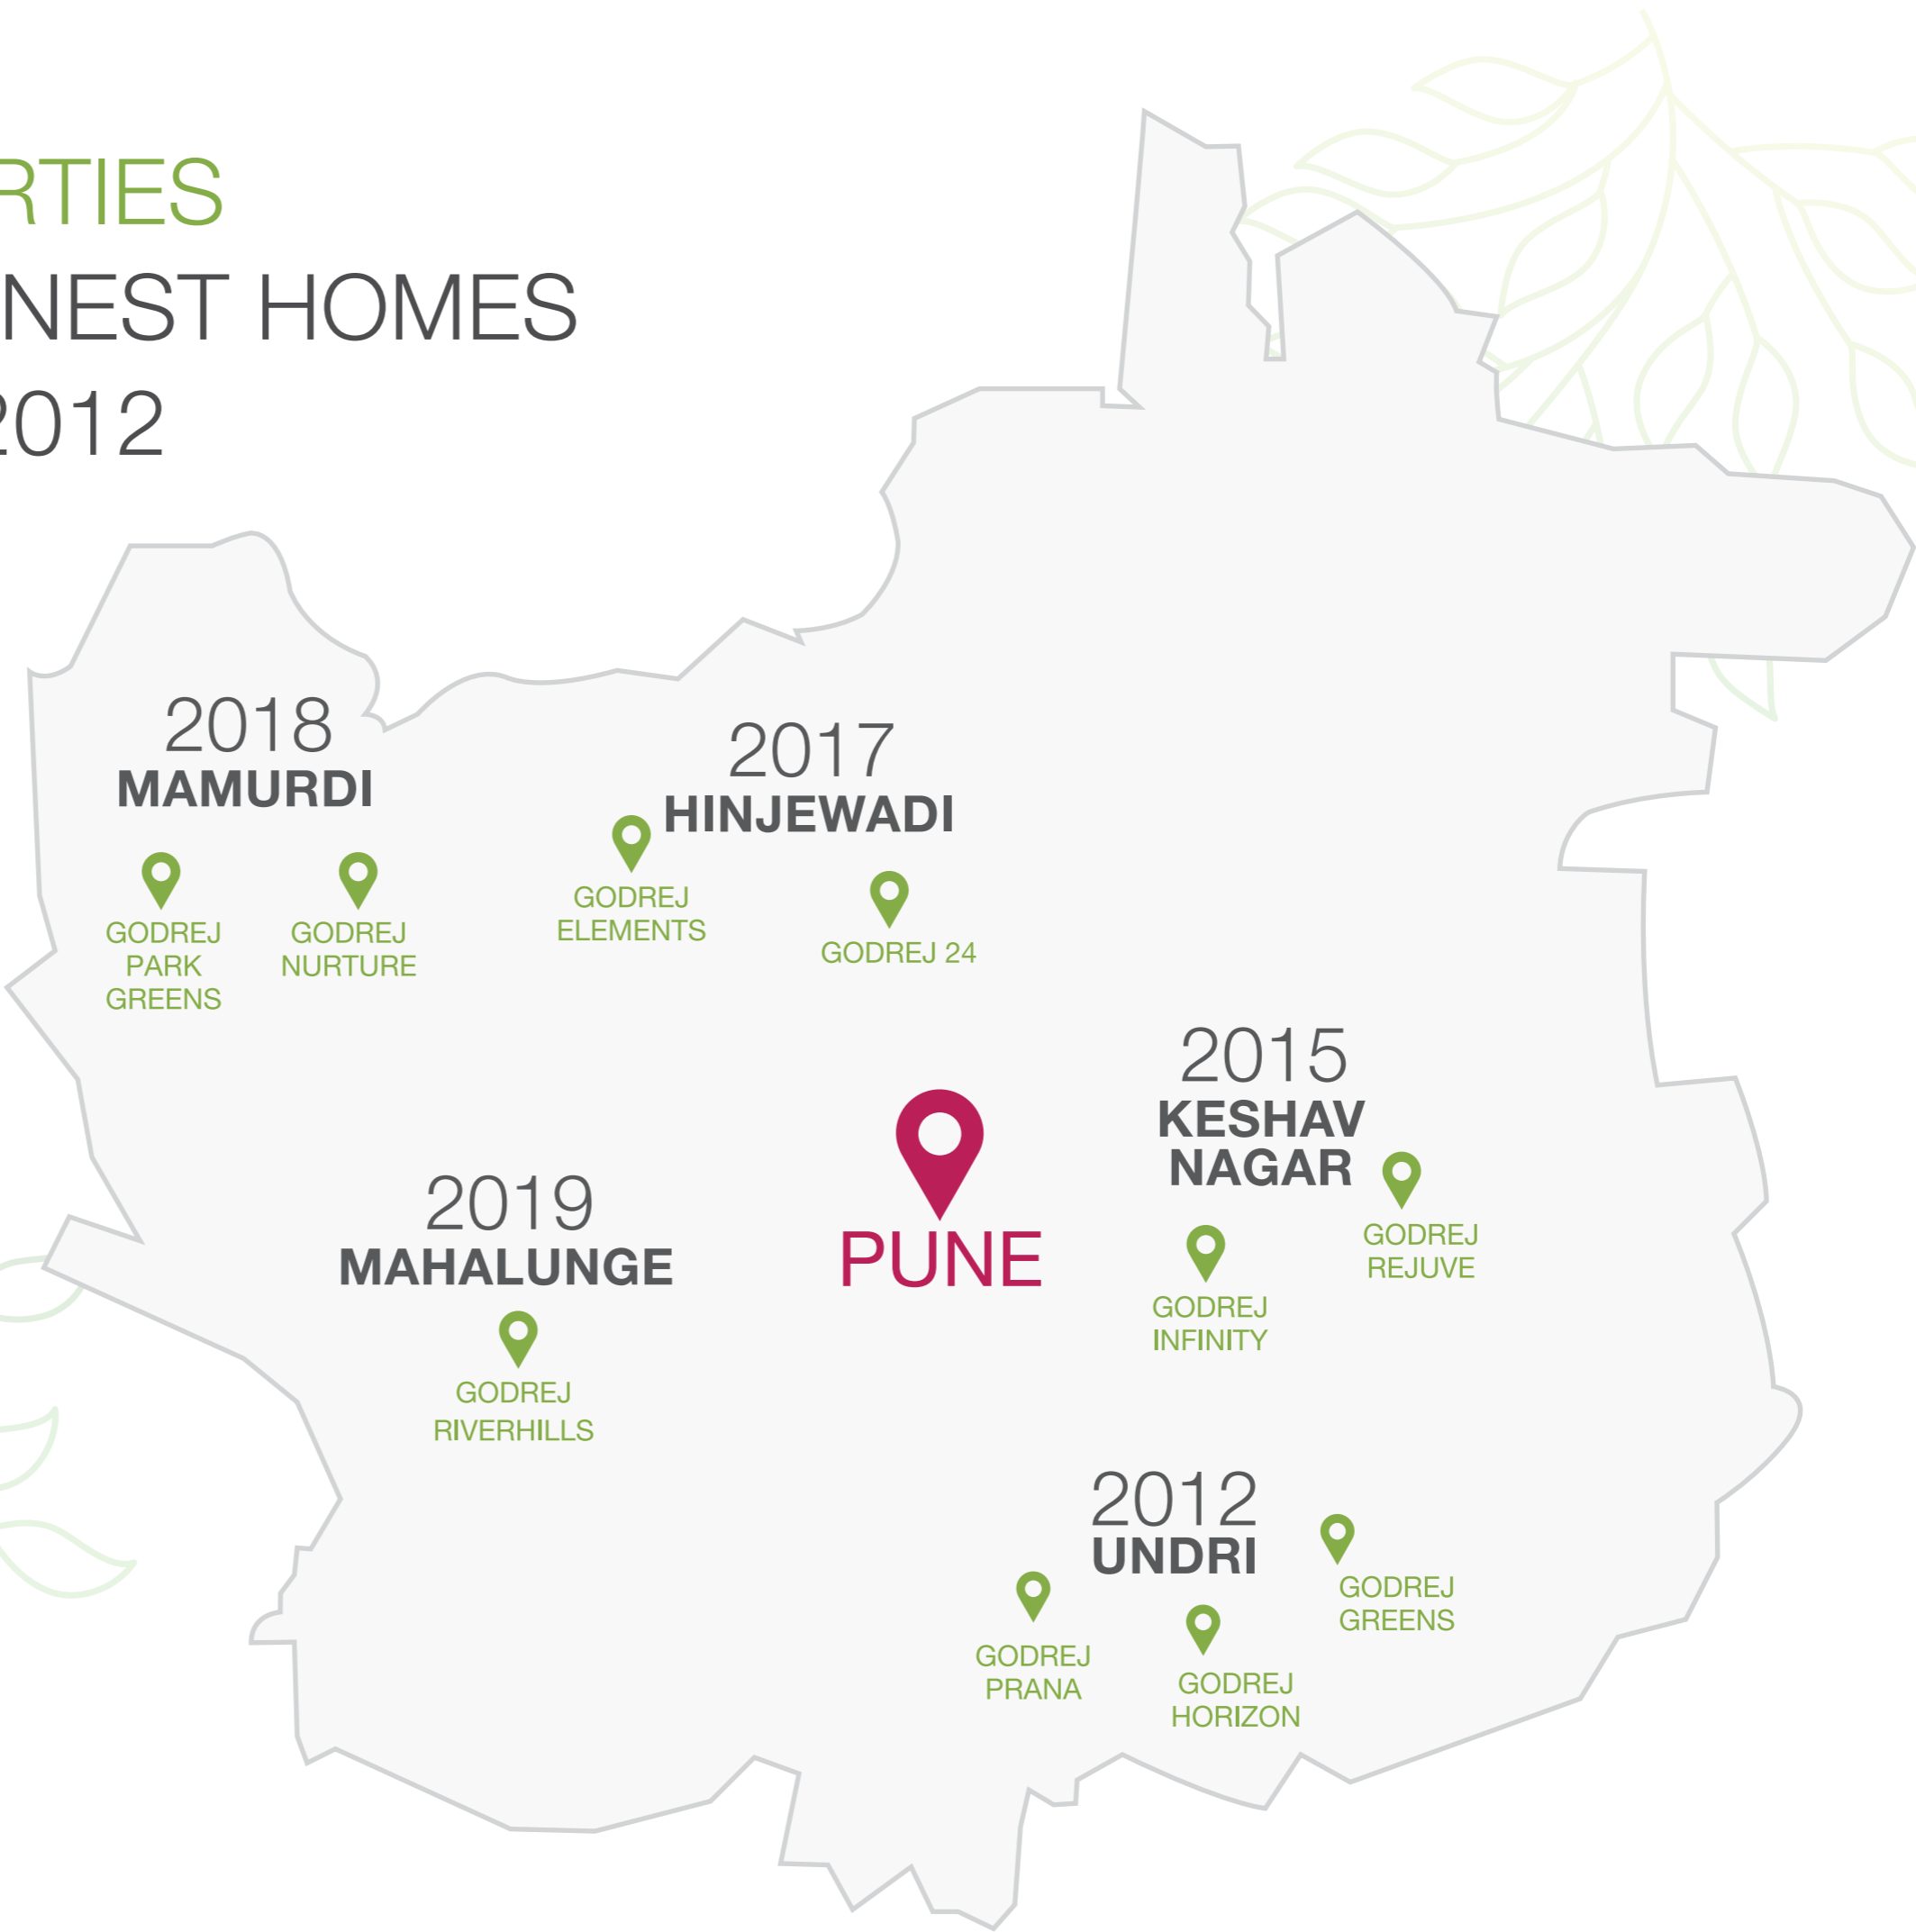 RTIES
NEST HOMES
2012
2018
MAMURDI
GODREJ
PARK
GREENS
GODREJ
NURTURE
2017
HINJEWADI
GODREJ
ELEMENTS
GODREJ 24
2015
KESHAV
NAGAR
GODREJ
REJUVE
GODREJ
INFINITY
PUNE
2019
MAHALUNGE
GODREJ
RIVERHILLS
2012
UNDRI
GODREJ
GREENS
GODREJ
PRANA
GODREJ
HORIZON